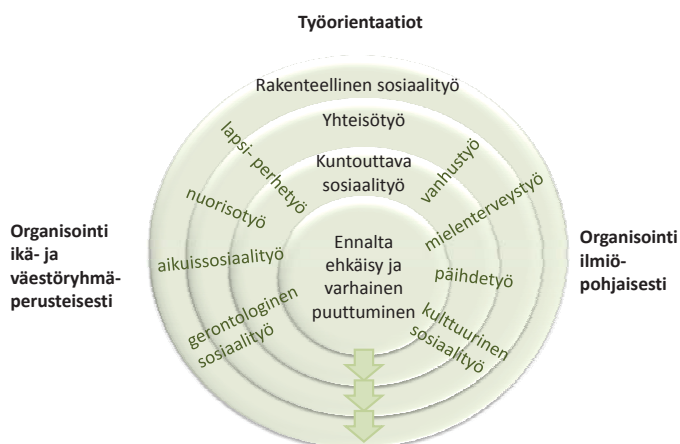 Työorientaatiot
Rakenteellinen sosiaalityö
Yhteisötyö
Kuntouttava
sosiaalityö
Ennalta
ehkäisy ja
varhainen
puuttuminen
Organisointi
ikä- ja
väestöryhmä-
perusteisesti
lapsi- perhetyö
nuorisotyö
aikuissosiaalityö
gerontologinen
sosiaalityö
vanhustyö
mielenterveystyö
päihdetyö
kulttuurinen
sosiaalityö
Organisointi
ilmiö-
pohjaisesti